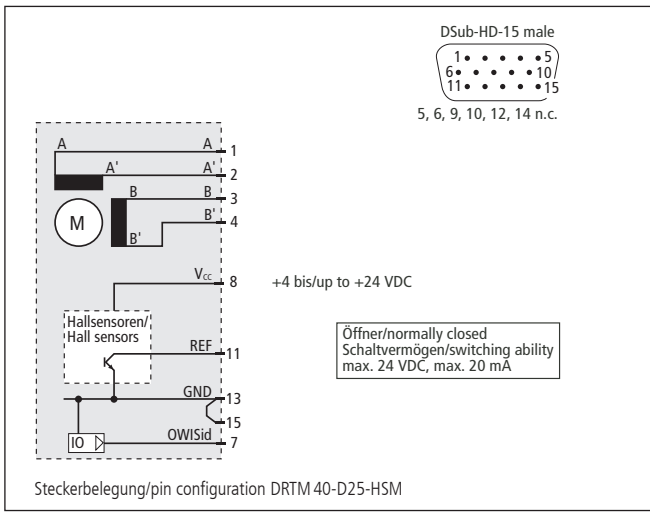 DSub-HD-15 male
1 5
6 10
11 15
5, 6, 9, 10, 12, 14 n.c.
A A 1
A' A' 2
B B 3
M
B' B' 4
Vcc 8 +4 bis/up to +24 VDC
Hallsensoren/
Hall sensors
REF 11
Öffner/normally closed
Schaltvermögen/switching ability
max. 24 VDC, max. 20 mA
GND 13
15
IO OWISid 7
Steckerbelegung/pin configuration DRTM 40-D25-HSM